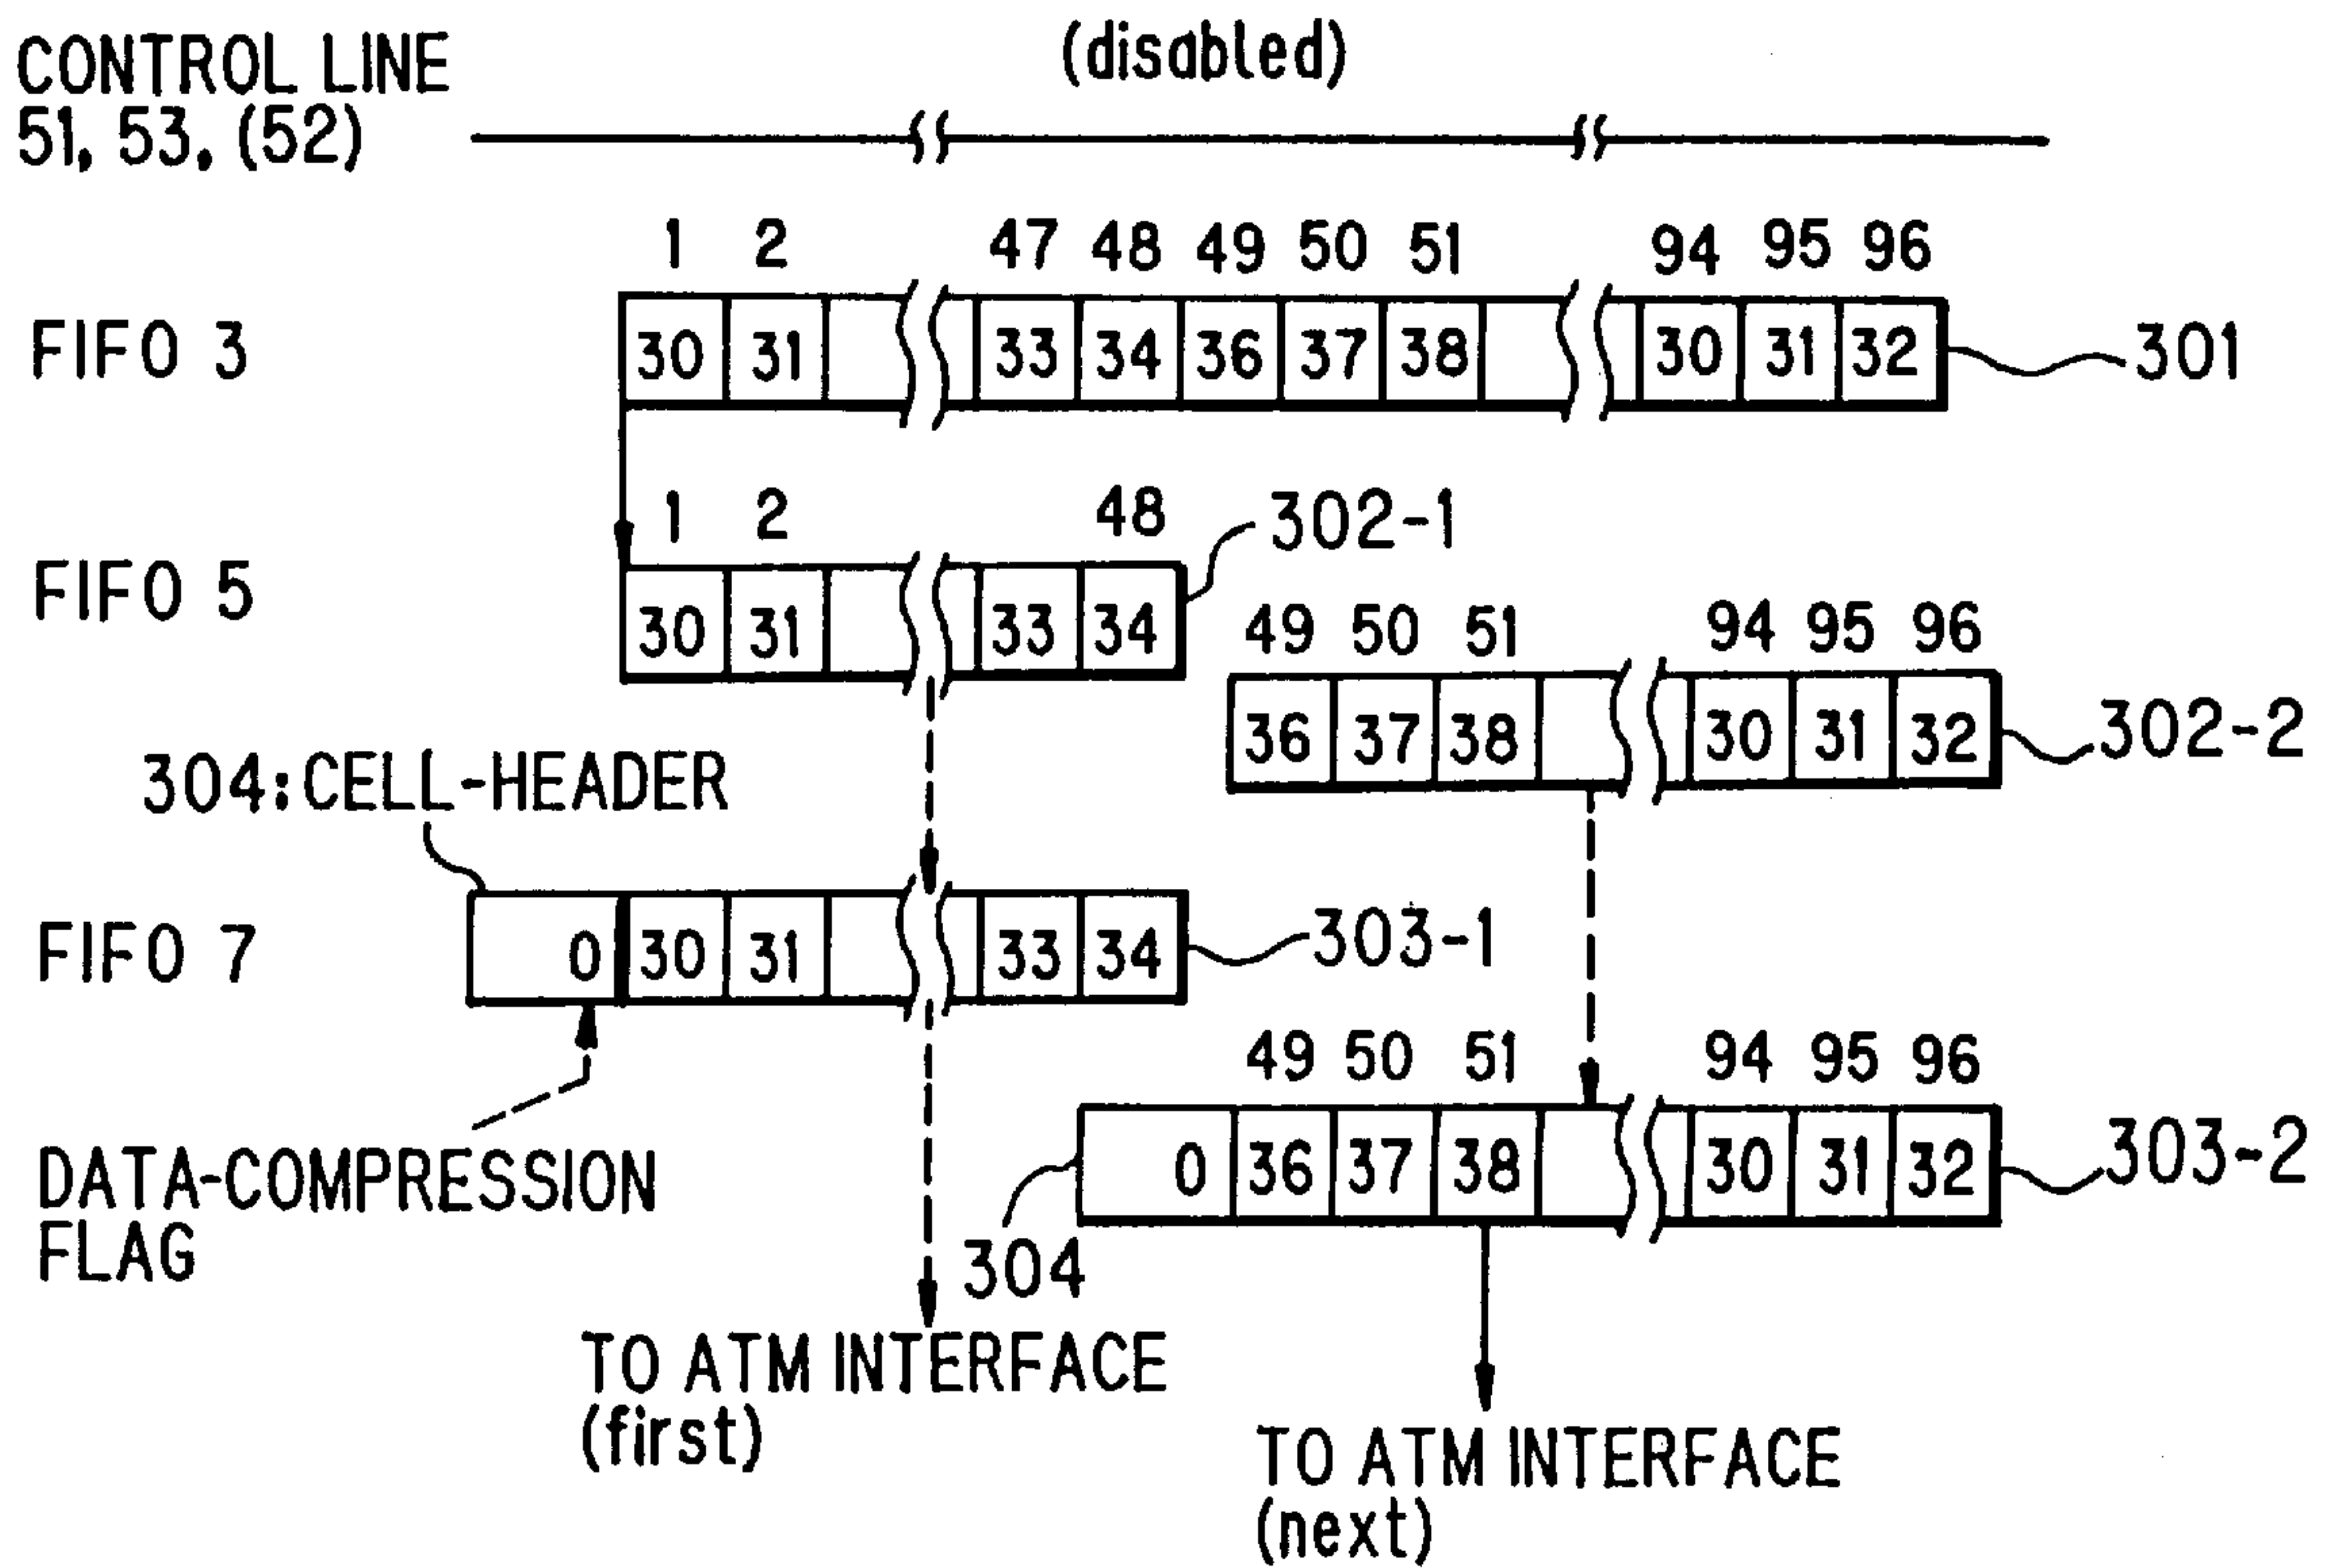 CONTROL LINE
51, 53, (52)
(disabled)
1 2 47 48 49 50 51 94 95 96
FIFO 3
30 31 33 34 36 37 38 30 31 32
301
1 2 48
302-1
FIFO 5
30 31 33 34
49 50 51 94 95 96
36 37 38 30 31 32
302-2
304:CELL-HEADER
FIFO 7
0 30 31 33 34
303-1
49 50 51 94 95 96
DATA-COMPRESSION
FLAG
0 36 37 38 30 31 32
303-2
304
TO ATM INTERFACE
(first)
TO ATM INTERFACE
(next)